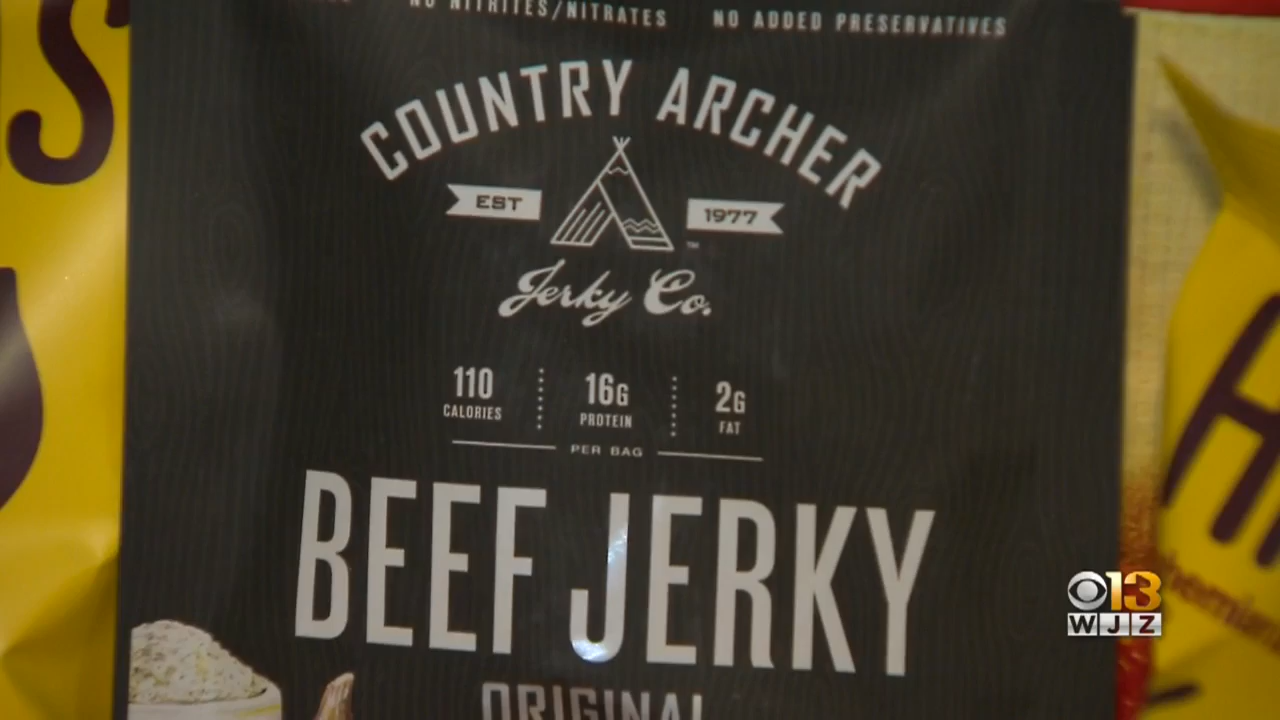 NO NITRITES/NITRATES NO ADDED PRESERVATIVES
COUNTRY ARCHER
EST 1977
™
Jerky Co.
110 16G 2G
CALORIES PROTEIN FAT
PER BAG
BEEF JERKY
ORIGINAL
S
13
WJZ